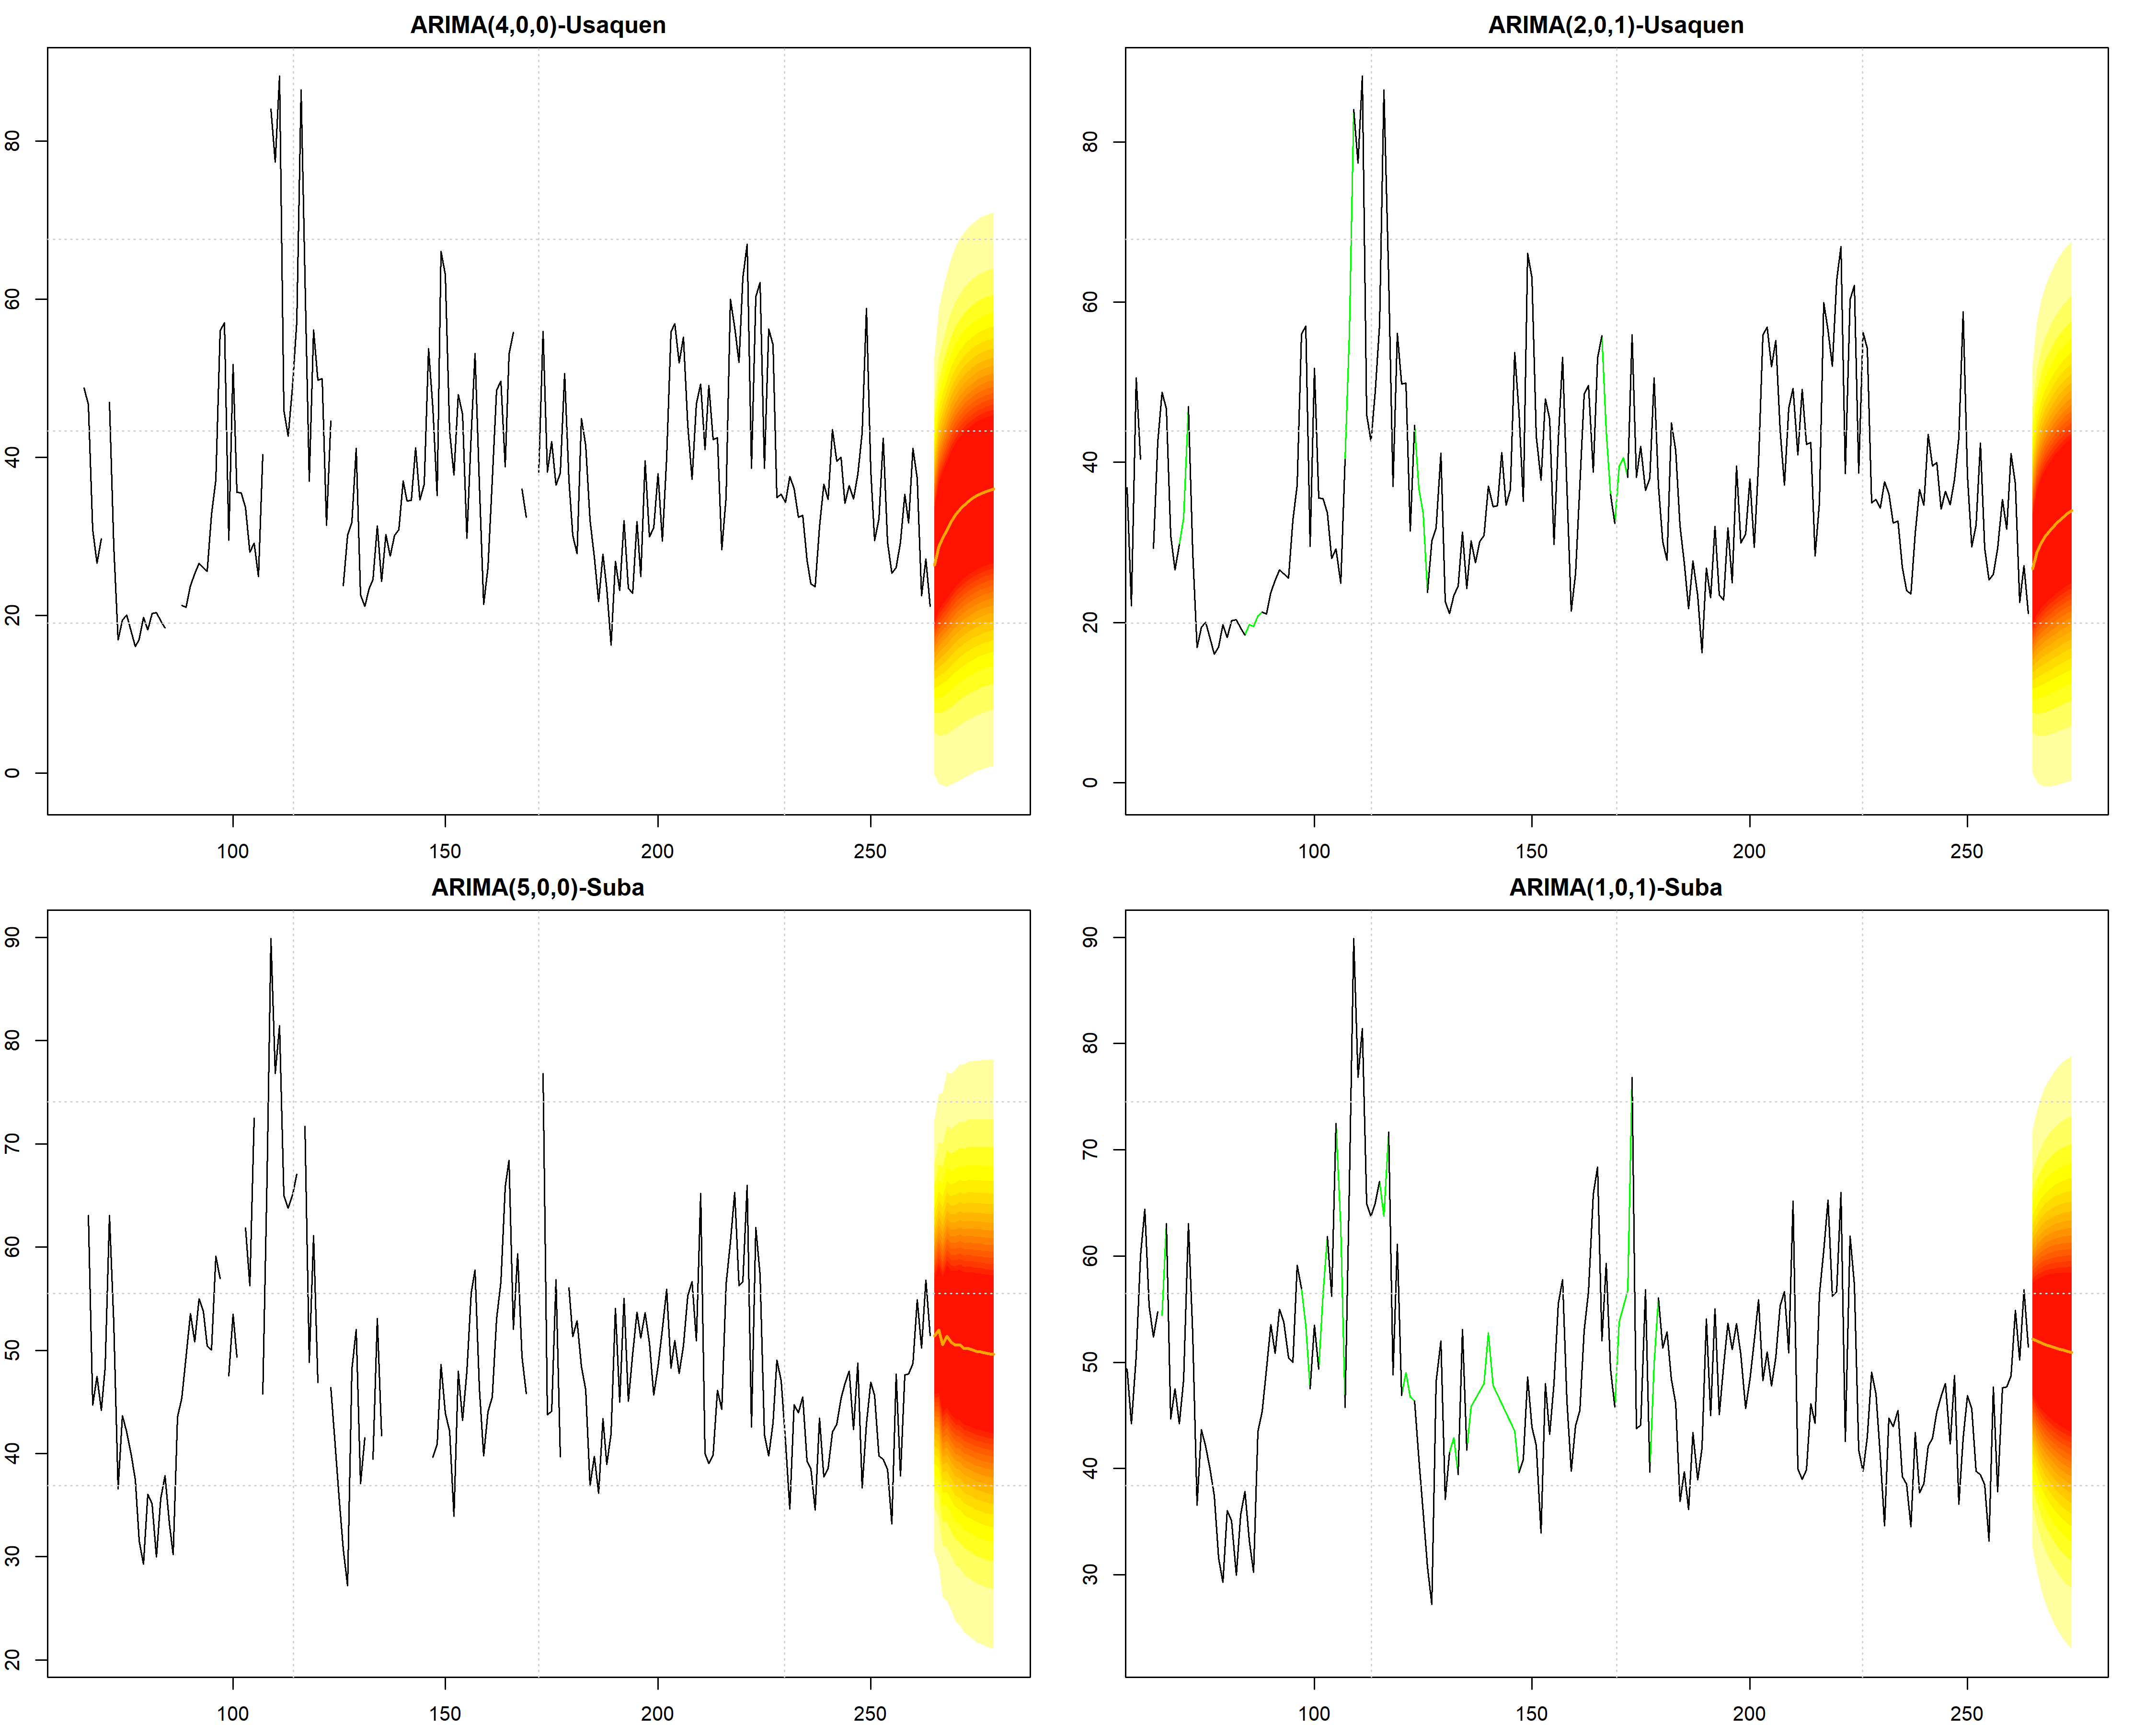 ARIMA(4,0,0)-Usaquen
0 20 40 60 80
100 150 200 250
ARIMA(2,0,1)-Usaquen
0 20 40 60 80
100 150 200 250
ARIMA(5,0,0)-Suba
20 30 40 50 60 70 80 90
100 150 200 250
ARIMA(1,0,1)-Suba
30 40 50 60 70 80 90
100 150 200 250